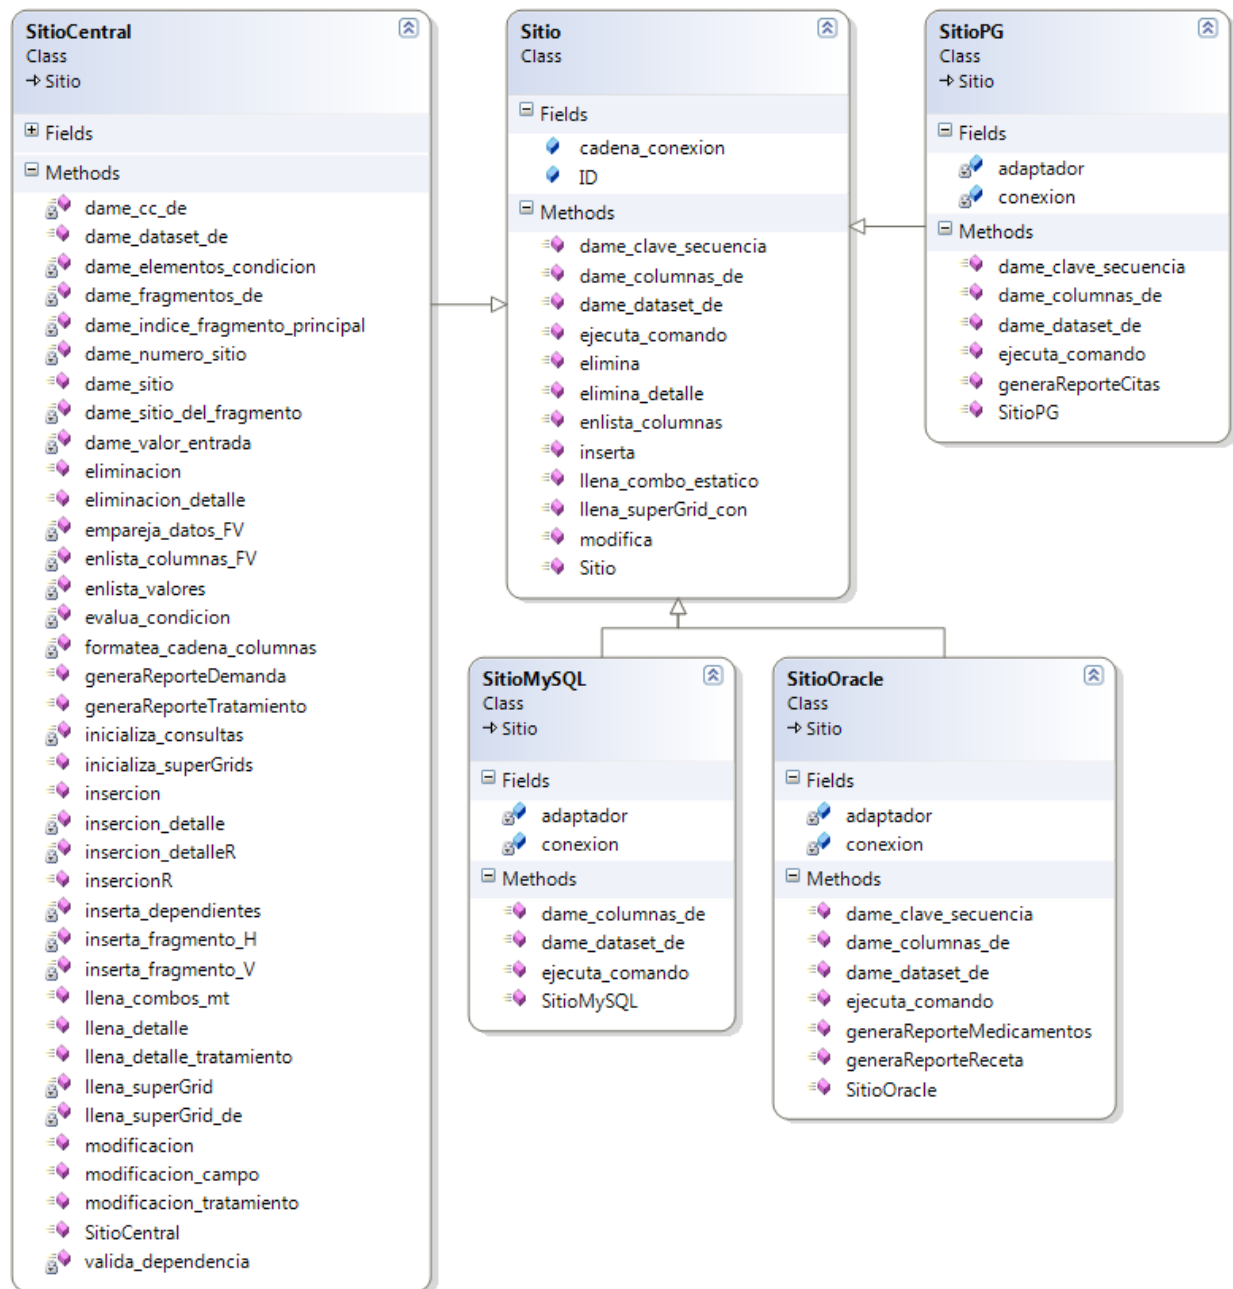 SitioCentral
Class
Sitio
Fields
Methods
dame_cc_de
dame_dataset_de
dame_elementos_condicion
dame_fragmentos_de
dame_indice_fragmento_principal
dame_numero_sitio
dame_sitio
dame_sitio_del_fragmento
dame_valor_entrada
eliminacion
eliminacion_detalle
empareja_datos_FV
enlista_columnas_FV
enlista_valores
evalua_condicion
formatea_cadena_columnas
generaReporteDemanda
generaReporteTratamiento
inicializa_consultas
inicializa_superGrids
insercion
insercion_detalle
insercion_detalleR
insercionR
inserta_dependientes
inserta_fragmento_H
inserta_fragmento_V
llena_combos_mt
llena_detalle
llena_detalle_tratamiento
llena_superGrid
llena_superGrid_de
modificacion
modificacion_campo
modificacion_tratamiento
SitioCentral
valida_dependencia
Sitio
Class
Fields
cadena_conexion
ID
Methods
dame_clave_secuencia
dame_columnas_de
dame_dataset_de
ejecuta_comando
elimina
elimina_detalle
enlista_columnas
inserta
llena_combo_estatico
llena_superGrid_con
modifica
Sitio
SitioPG
Class
Sitio
Fields
adaptador
conexion
Methods
dame_clave_secuencia
dame_columnas_de
dame_dataset_de
ejecuta_comando
generaReporteCitas
SitioPG
SitioMySQL
Class
Sitio
Fields
adaptador
conexion
Methods
dame_columnas_de
dame_dataset_de
ejecuta_comando
SitioMySQL
SitioOracle
Class
Sitio
Fields
adaptador
conexion
Methods
dame_clave_secuencia
dame_columnas_de
dame_dataset_de
ejecuta_comando
generaReporteMedicamentos
generaReporteReceta
SitioOracle